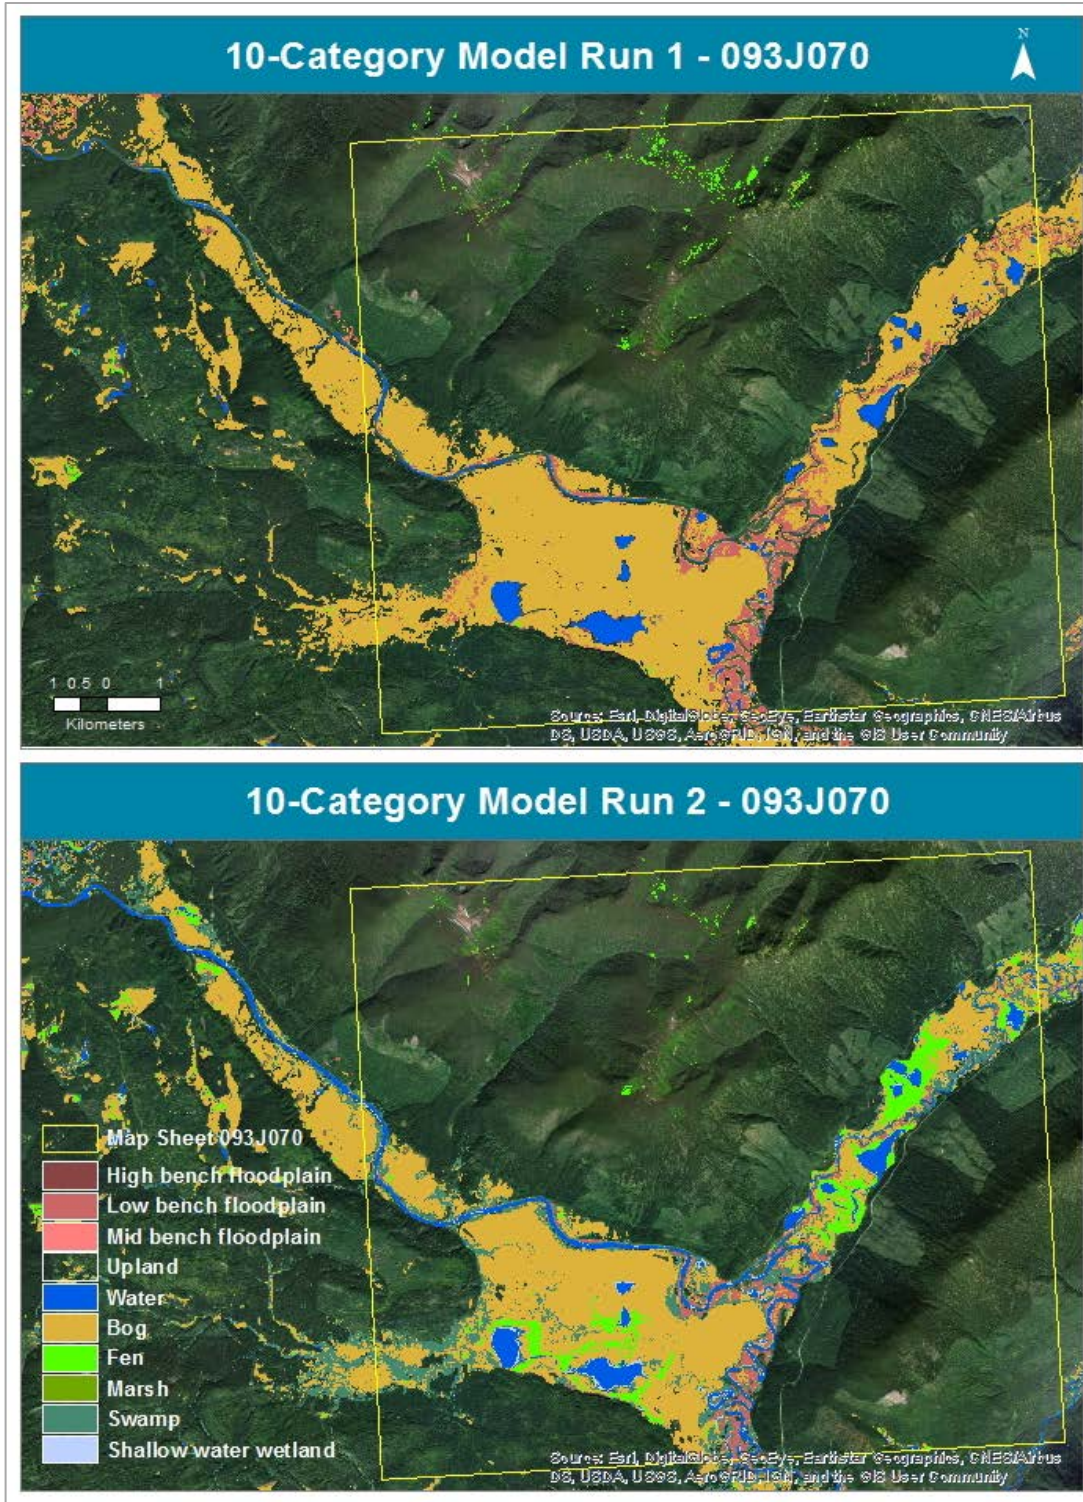 10-Category Model Run 1 - 093J070
N
1 0.5 0 1
Kilometers
Source: Esri, DigitalGlobe, GeoEye, Earthstar Geographics, CNES/Airbus
DS, USDA, USGS, AeroGRID, IGN, and the GIS User Community
10-Category Model Run 2 - 093J070
Map Sheet 093J070
High bench floodplain
Low bench floodplain
Mid bench floodplain
Upland
Water
Bog
Fen
Marsh
Swamp
Shallow water wetland
Source: Esri, DigitalGlobe, GeoEye, Earthstar Geographics, CNES/Airbus
DS, USDA, USGS, AeroGRID, IGN, and the GIS User Community